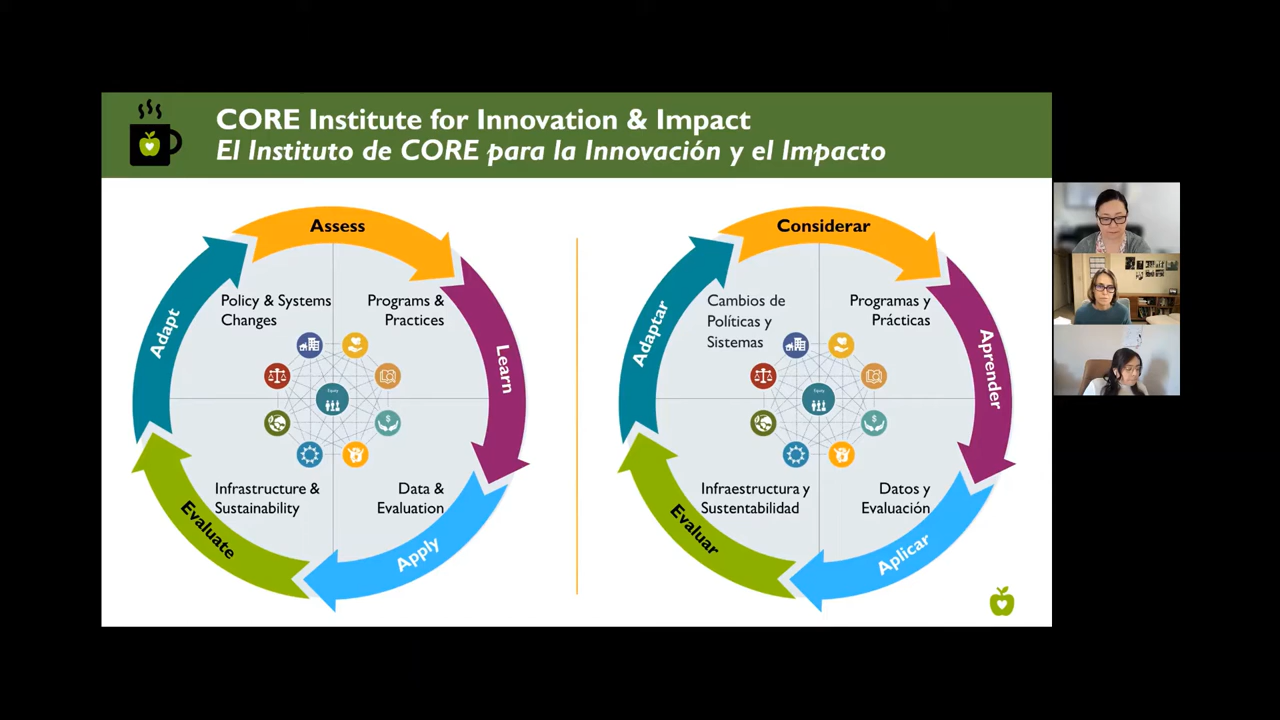 CORE Institute for Innovation & Impact
El Instituto de CORE para la Innovación y el Impacto
Assess
Policy & Systems
Changes
Programs &
Practices
Adapt
Learn
Equity
Infrastructure &
Sustainability
Data &
Evaluation
Evaluate
Apply
Considerar
Cambios de
Políticas y
Sistemas
Programas y
Prácticas
Adaptar
Aprender
Equity
Infraestructura y
Sustentabilidad
Datos y
Evaluación
Evaluar
Aplicar